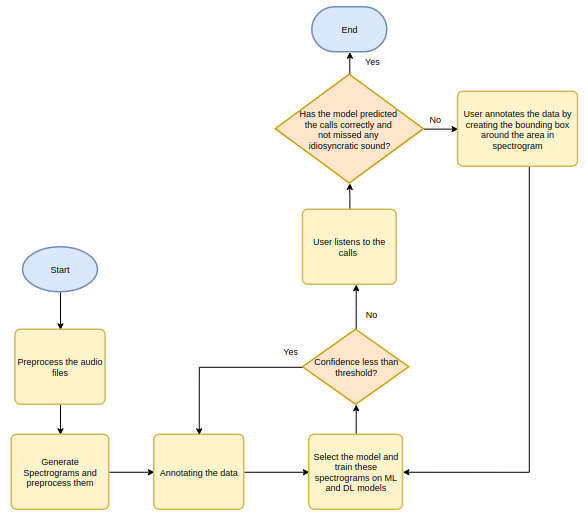 End
Yes
Has the model predicted
the calls correctly and
not missed any
idiosyncratic sound?
No
User annotates the data by
creating the bounding box
around the area in
spectrogram
User listens to the
calls
Start
No
Yes
Confidence less than
threshold?
Preprocess the audio
files
Generate
Spectrograms and
preprocess them
Annotating the data
Select the model and
train these
spectrograms on ML
and DL models